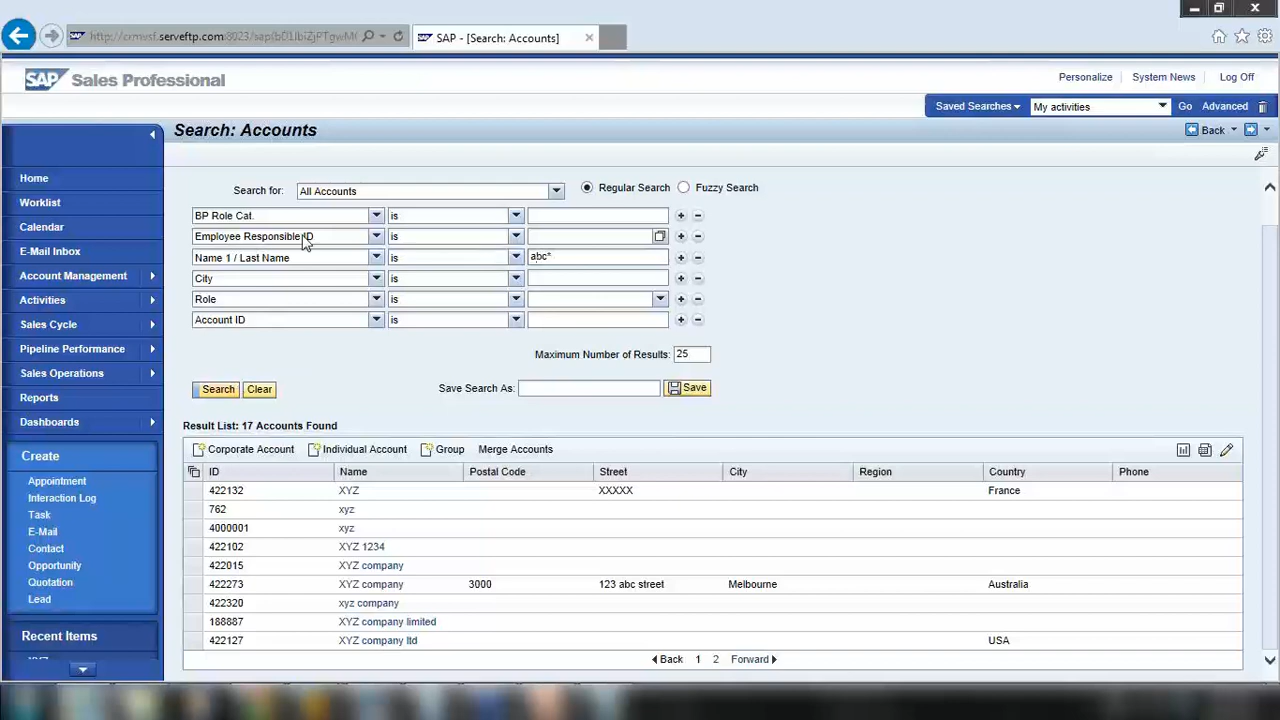 http://crmwsf.serveftp.com:8023/sap(
SAP - [Search: Accounts]
SAP Sales Professional
Personalize System News Log Off
Saved Searches My activities Go Advanced
Search: Accounts
Back
Home
Worklist
Calendar
E-Mail Inbox
Account Management
Activities
Sales Cycle
Pipeline Performance
Sales Operations
Reports
Dashboards
Create
Appointment
Interaction Log
Task
E-Mail
Contact
Opportunity
Quotation
Lead
Recent Items
Search for: All Accounts Regular Search Fuzzy Search
BP Role Cat. is
Employee Responsible ID is
Name 1 / Last Name is abc*
City is
Role is
Account ID is
Maximum Number of Results: 25
Search Clear Save Search As: Save
Result List: 17 Accounts Found
Corporate Account Individual Account Group Merge Accounts
ID Name Postal Code Street City Region Country Phone
422132 XYZ XXXXX France
762 xyz
4000001 xyz
422102 XYZ 1234
422015 XYZ company
422273 XYZ company 3000 123 abc street Melbourne Australia
422320 xyz company
188887 XYZ company limited
422127 XYZ company ltd USA
Back 1 2 Forward